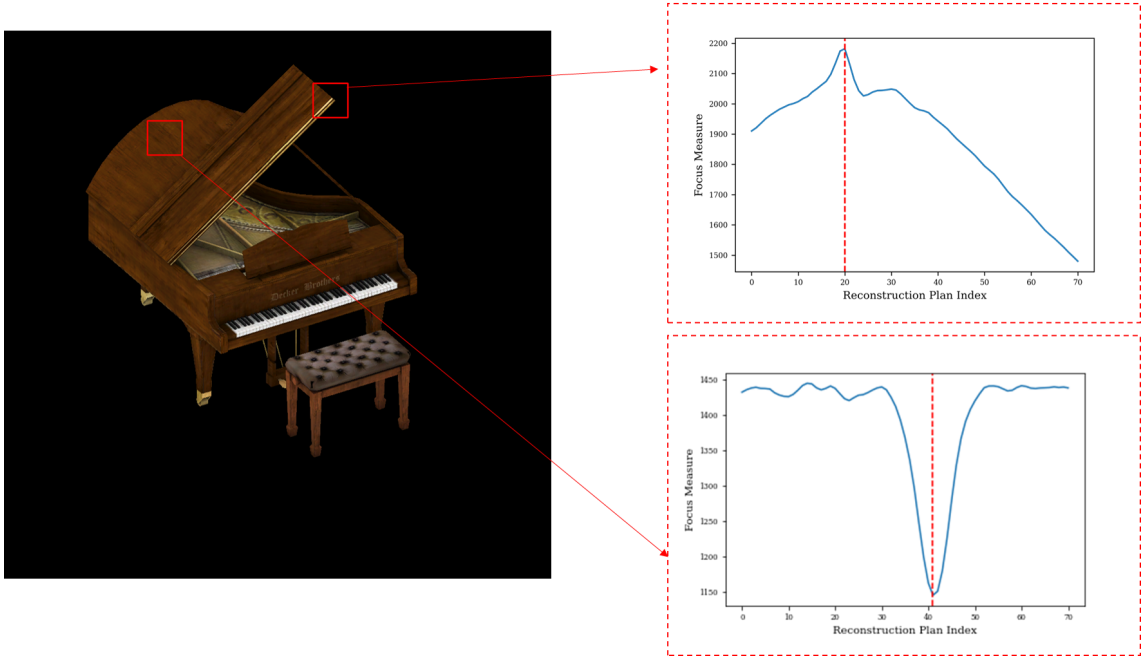 Decker Brothers
2200
2100
2000
1900
1800
1700
1600
1500
Focus Measure
0 10 20 30 40 50 60 70
Reconstruction Plan Index
1450
1400
1350
1300
1250
1200
1150
Focus Measure
0 10 20 30 40 50 60 70
Reconstruction Plan Index